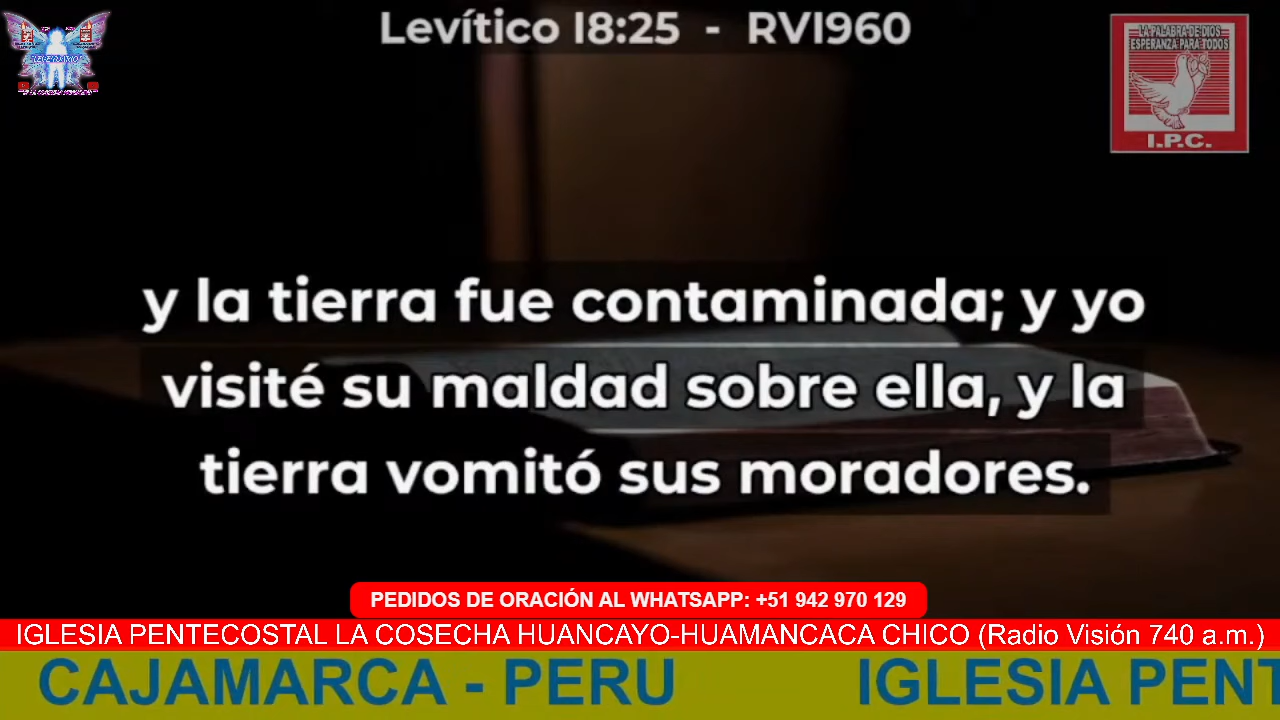 Levítico 18:25 - RV1960
LA PALABRA DE DIOS
ESPERANZA PARA TODOS
I.P.C.
y la tierra fue contaminada; y yo
visité su maldad sobre ella, y la
tierra vomitó sus moradores.
PEDIDOS DE ORACIÓN AL WHATSAPP: +51 942 970 129
IGLESIA PENTECOSTAL LA COSECHA HUANCAYO-HUAMANCACA CHICO (Radio Visión 740 a.m.)
CAJAMARCA - PERU IGLESIA PENT